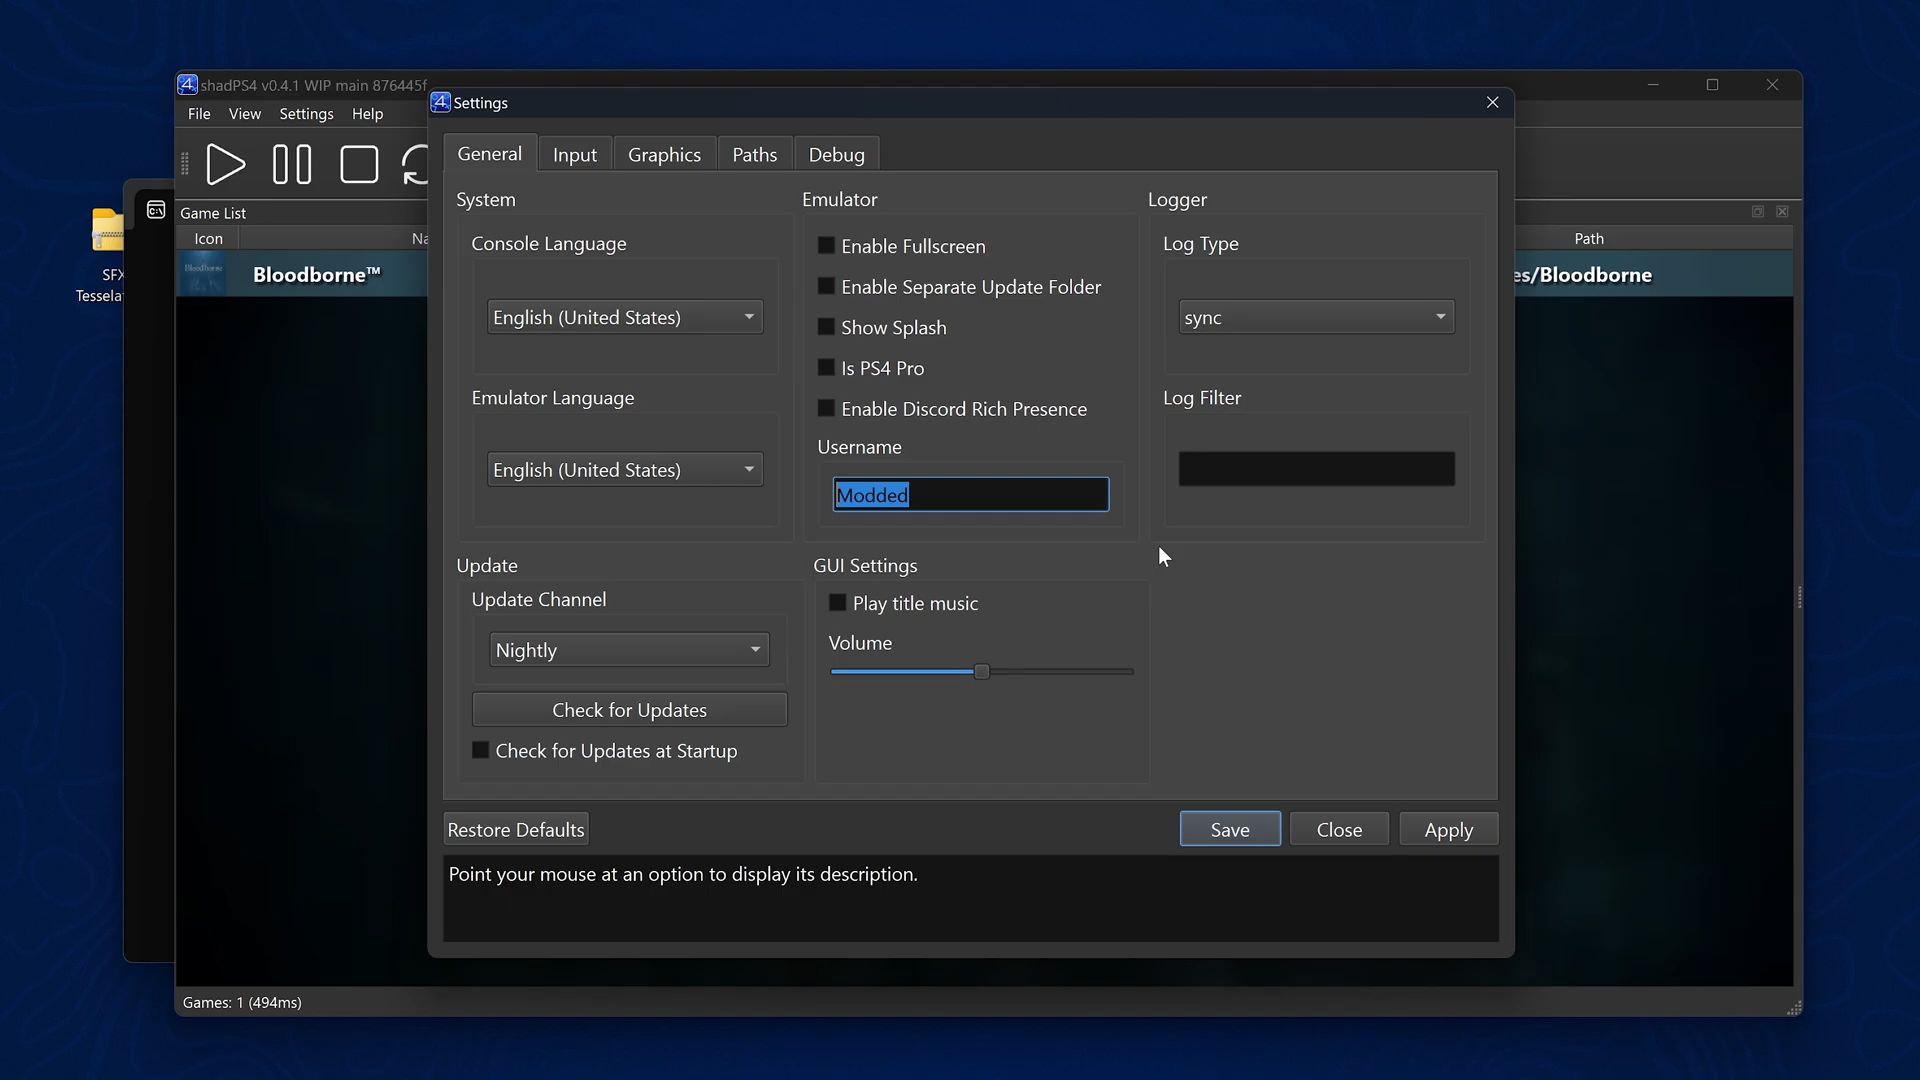 shadPS4 v0.4.1 WIP main 876445f
File View Settings Help
Game List
Icon Na
Bloodborne™
Path
es/Bloodborne
SFX
Tessela
Settings
General Input Graphics Paths Debug
System
Console Language
English (United States)
Emulator Language
English (United States)
Emulator
Enable Fullscreen
Enable Separate Update Folder
Show Splash
Is PS4 Pro
Enable Discord Rich Presence
Username
Modded
Logger
Log Type
sync
Log Filter
Update
Update Channel
Nightly
Check for Updates
Check for Updates at Startup
GUI Settings
Play title music
Volume
Restore Defaults Save Close Apply
Point your mouse at an option to display its description.
Games: 1 (494ms)